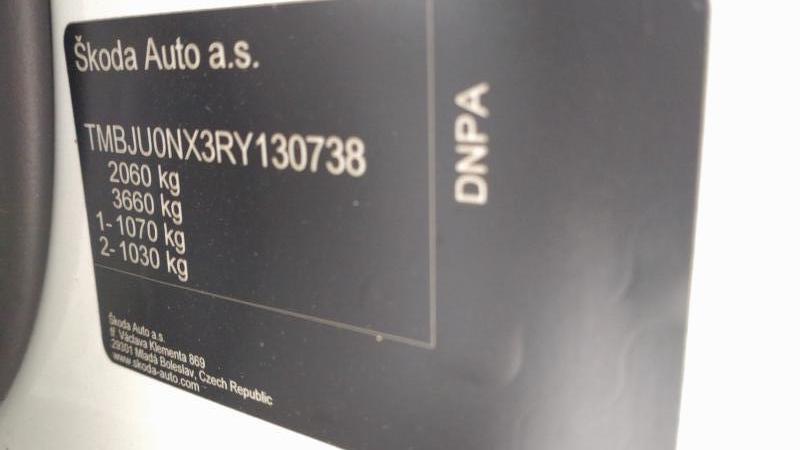 Škoda Auto a.s.
TMBJU0NX3RY130738
2060 kg
3660 kg
1- 1070 kg
2- 1030 kg
DNPA
Škoda Auto a.s.
tř. Václava Klementa 869
29301 Mladá Boleslav, Czech Republic
www.skoda-auto.com